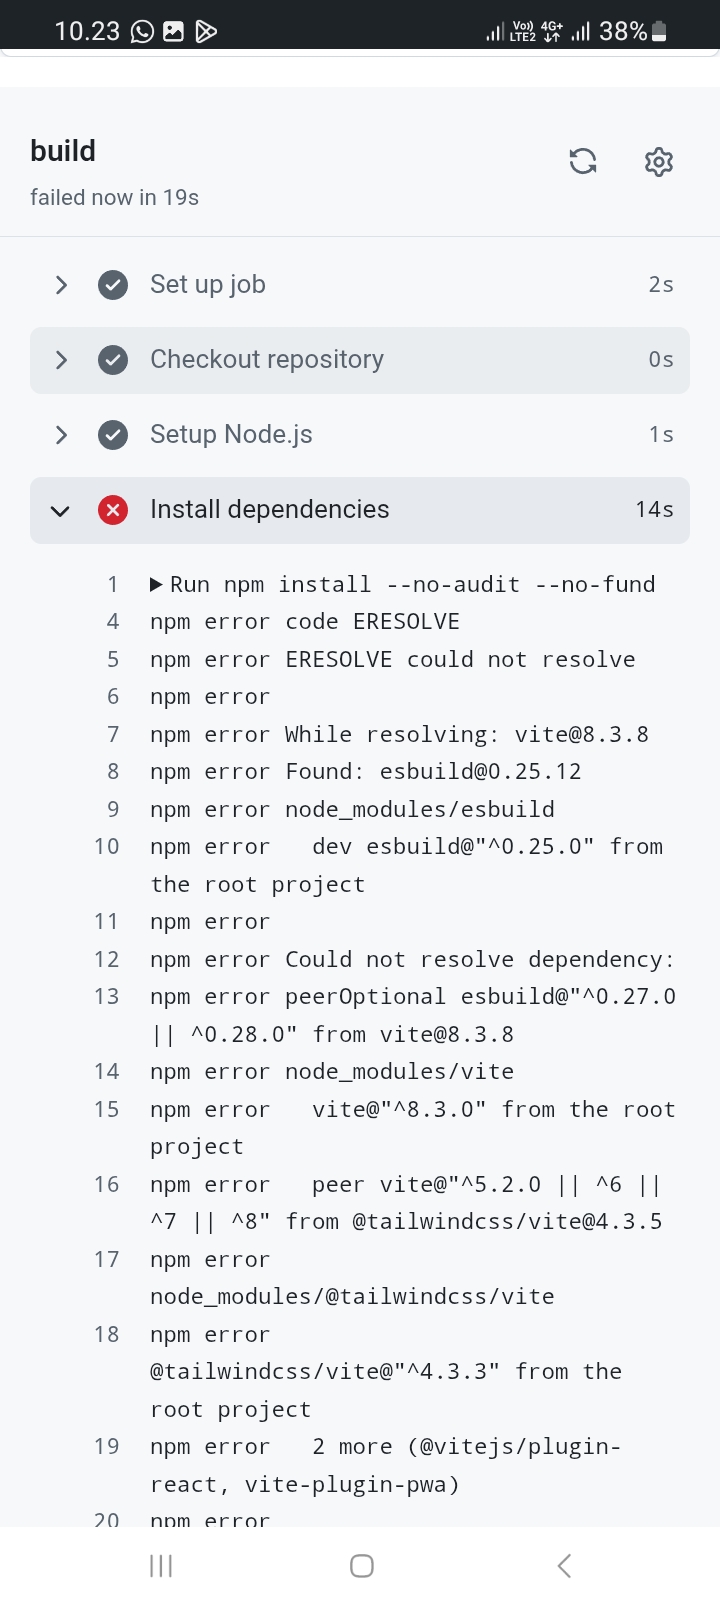 10.23
Vo)) LTE2 4G+ 38%
build
failed now in 19s
Set up job 2s
Checkout repository 0s
Setup Node.js 1s
Install dependencies 14s
1 Run npm install --no-audit --no-fund
4 npm error code ERESOLVE
5 npm error ERESOLVE could not resolve
6 npm error
7 npm error While resolving: vite@8.3.8
8 npm error Found: esbuild@0.25.12
9 npm error node_modules/esbuild
10 npm error   dev esbuild@"^0.25.0" from
the root project
11 npm error
12 npm error Could not resolve dependency:
13 npm error peerOptional esbuild@"^0.27.0
|| ^0.28.0" from vite@8.3.8
14 npm error node_modules/vite
15 npm error   vite@"^8.3.0" from the root
project
16 npm error   peer vite@"^5.2.0 || ^6 ||
^7 || ^8" from @tailwindcss/vite@4.3.5
17 npm error
node_modules/@tailwindcss/vite
18 npm error
@tailwindcss/vite@"^4.3.3" from the
root project
19 npm error   2 more (@vitejs/plugin-
react, vite-plugin-pwa)
20 npm error